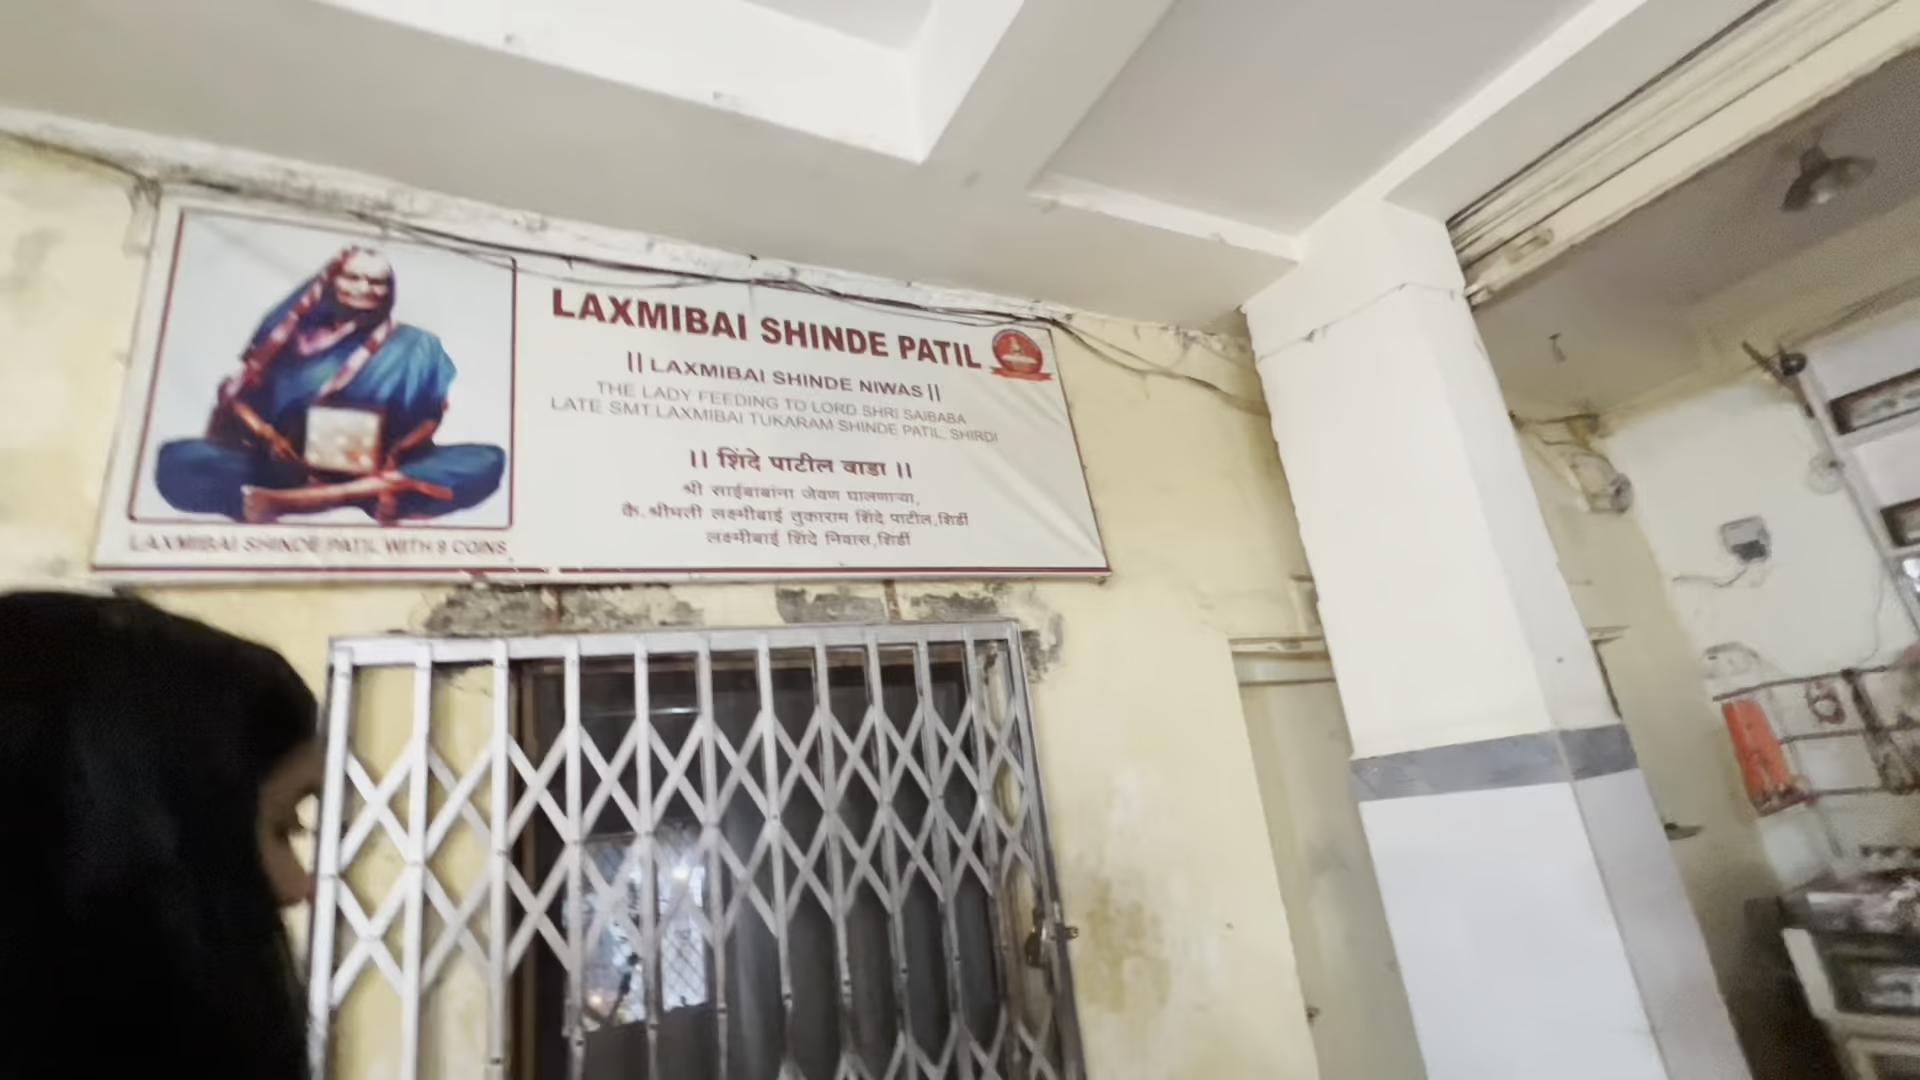 LAXMIBAI SHINDE PATIL
|| LAXMIBAI SHINDE NIWAS ||
THE LADY FEEDING TO LORD SHRI SAIBABA
LATE SMT.LAXMIBAI TUKARAM SHINDE PATIL, SHIRDI
|| शिंदे पाटील वाडा ||
श्री साईबाबांना जेवण घालणाऱ्या,
कै.श्रीमती लक्ष्मीबाई तुकाराम शिंदे पाटील,शिर्डी
लक्ष्मीबाई शिंदे निवास,शिर्डी
LAXMIBAI SHINDE PATIL WITH 9 COINS